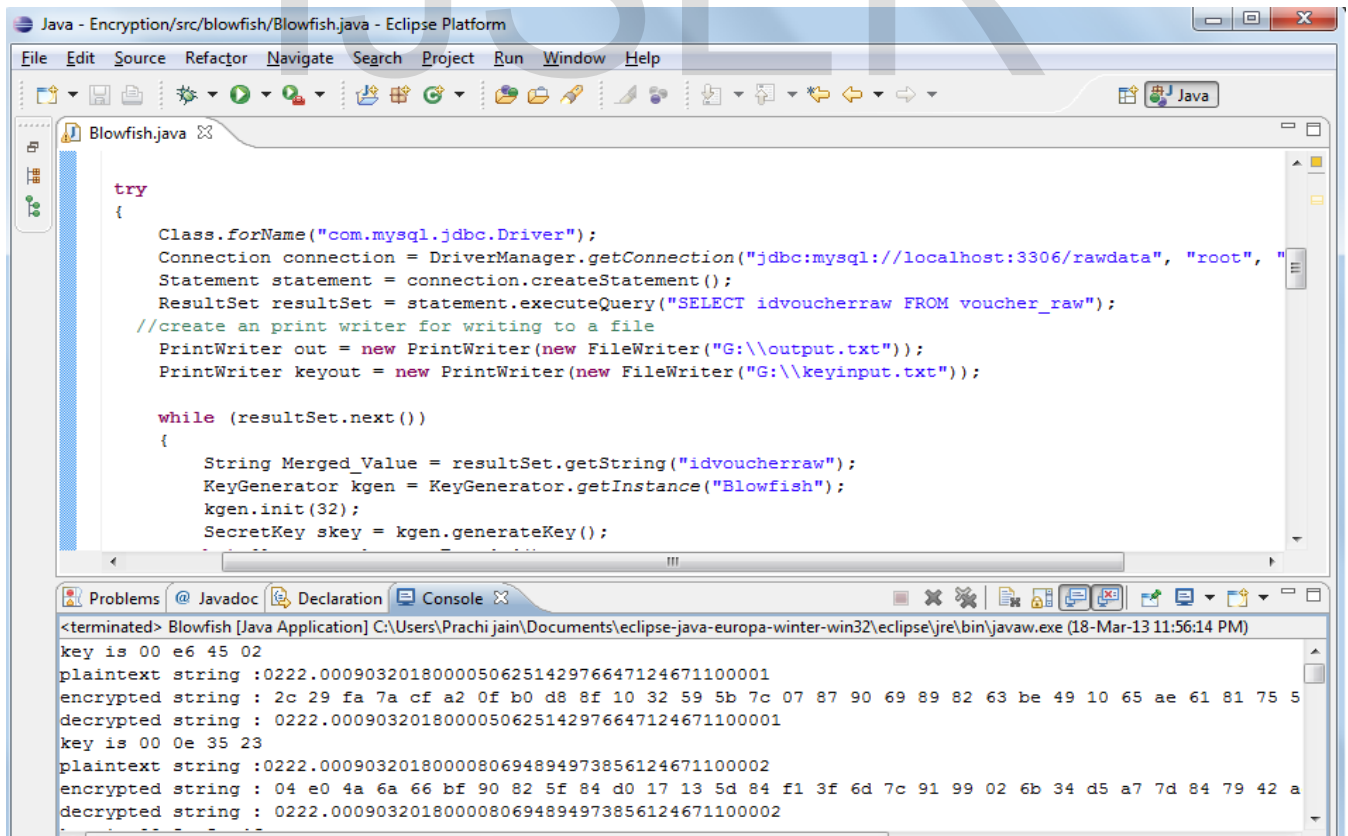 Java - Encryption/src/blowfish/Blowfish.java - Eclipse Platform
File Edit Source Refactor Navigate Search Project Run Window Help
Java
Blowfish.java
try
{
Class.forName("com.mysql.jdbc.Driver");
Connection connection = DriverManager.getConnection("jdbc:mysql://localhost:3306/rawdata", "root", "
Statement statement = connection.createStatement();
ResultSet resultSet = statement.executeQuery("SELECT idvoucherraw FROM voucher_raw");
//create an print writer for writing to a file
PrintWriter out = new PrintWriter(new FileWriter("G:\\output.txt"));
PrintWriter keyout = new PrintWriter(new FileWriter("G:\\keyinput.txt"));
while (resultSet.next())
{
String Merged_Value = resultSet.getString("idvoucherraw");
KeyGenerator kgen = KeyGenerator.getInstance("Blowfish");
kgen.init(32);
SecretKey skey = kgen.generateKey();
Problems @ Javadoc Declaration Console
<terminated> Blowfish [Java Application] C:\Users\Prachi jain\Documents\eclipse-java-europa-winter-win32\eclipse\jre\bin\javaw.exe (18-Mar-13 11:56:14 PM)
key is 00 e6 45 02
plaintext string :0222.00090320180000506251429766471246711​00001
encrypted string : 2c 29 fa 7a cf a2 0f b0 d8 8f 10 32 59 5b 7c 07 87 90 69 89 82 63 be 49 10 65 ae 61 81 75 5
decrypted string : 0222.0009032018000050625142976647124671100001
key is 00 0e 35 23
plaintext string :0222.0009032018000080694894973856124671100002
encrypted string : 04 e0 4a 6a 66 bf 90 82 5f 84 d0 17 13 5d 84 f1 3f 6d 7c 91 99 02 6b 34 d5 a7 7d 84 79 42 a
decrypted string : 0222.0009032018000080694894973856124671100002